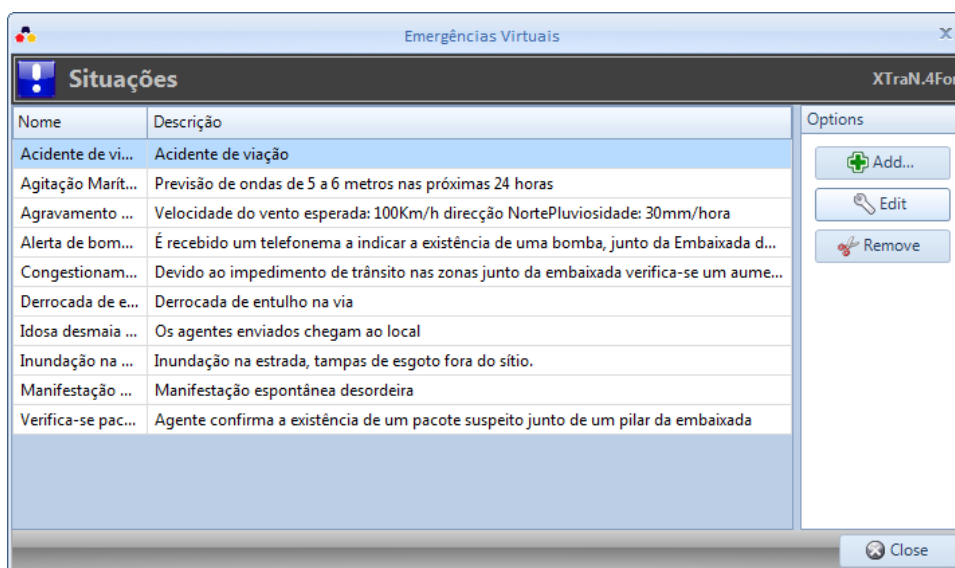 Emergências Virtuais
Situações
XTraN.4For
Nome Descrição
Acidente de vi... Acidente de viação
Agitação Marít... Previsão de ondas de 5 a 6 metros nas próximas 24 horas
Agravamento ... Velocidade do vento esperada: 100Km/h direcção NortePluviosidade: 30mm/hora
Alerta de bom... É recebido um telefonema a indicar a existência de uma bomba, junto da Embaixada d...
Congestionam... Devido ao impedimento de trânsito nas zonas junto da embaixada verifica-se um aume...
Derrocada de e... Derrocada de entulho na via
Idosa desmaia ... Os agentes enviados chegam ao local
Inundação na ... Inundação na estrada, tampas de esgoto fora do sítio.
Manifestação ... Manifestação espontânea desordeira
Verifica-se pac... Agente confirma a existência de um pacote suspeito junto de um pilar da embaixada
Options
Add...
Edit
Remove
Close